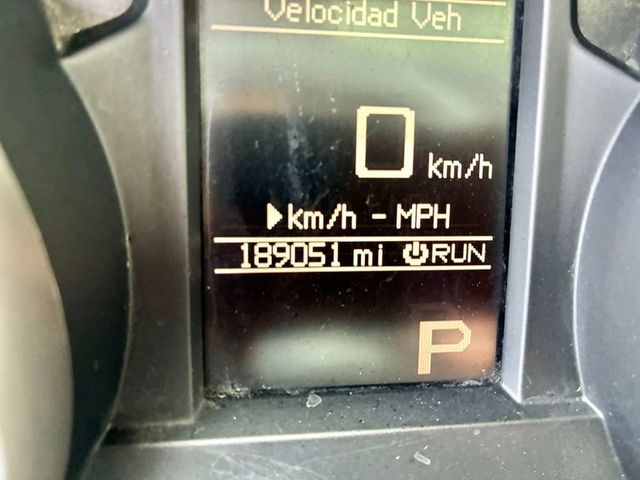 Velocidad Veh
0 km/h
▶km/h - MPH
189051 mi ⏻RUN
P